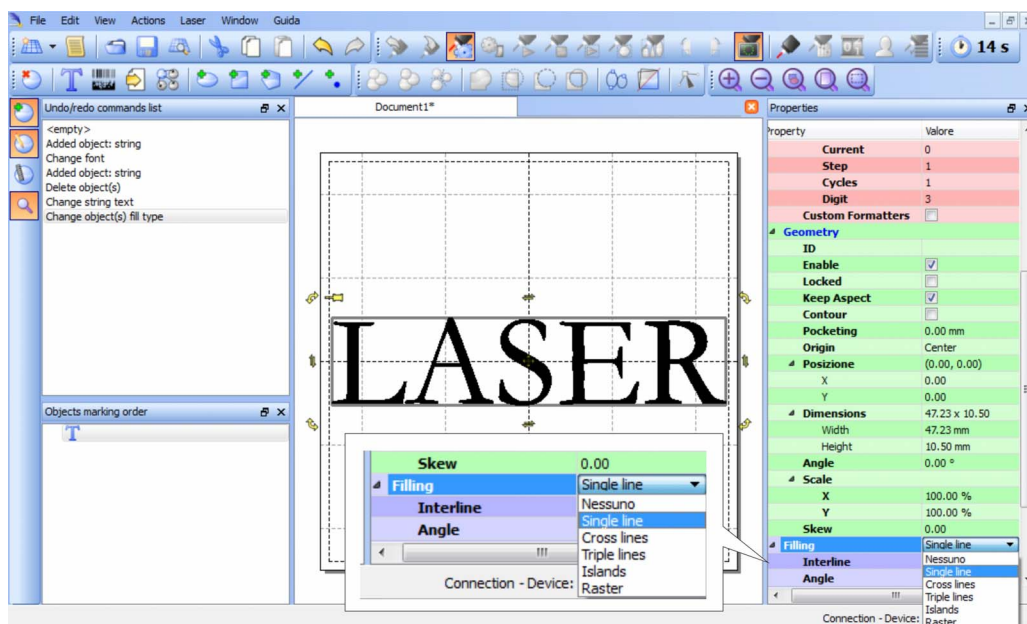 File Edit View Actions Laser Window Guida
14 s
Undo/redo commands list
<empty>
Added object: string
Change font
Added object: string
Delete object(s)
Change string text
Change object(s) fill type
Objects marking order
T
Document1*
LASER
Skew 0.00
Filling Single line
Interline Nessuno
Angle Single line
Cross lines
Triple lines
Islands
Connection - Device: Raster
Properties
Property Valore
Current 0
Step 1
Cycles 1
Digit 3
Custom Formatters
Geometry
ID
Enable
Locked
Keep Aspect
Contour
Pocketing 0.00 mm
Origin Center
Posizione (0.00, 0.00)
X 0.00
Y 0.00
Dimensions 47.23 x 10.50
Width 47.23 mm
Height 10.50 mm
Angle 0.00 °
Scale
X 100.00 %
Y 100.00 %
Skew 0.00
Filling Single line
Interline Nessuno
Angle Single line
Cross lines
Triple lines
Islands
Connection - Device: Raster